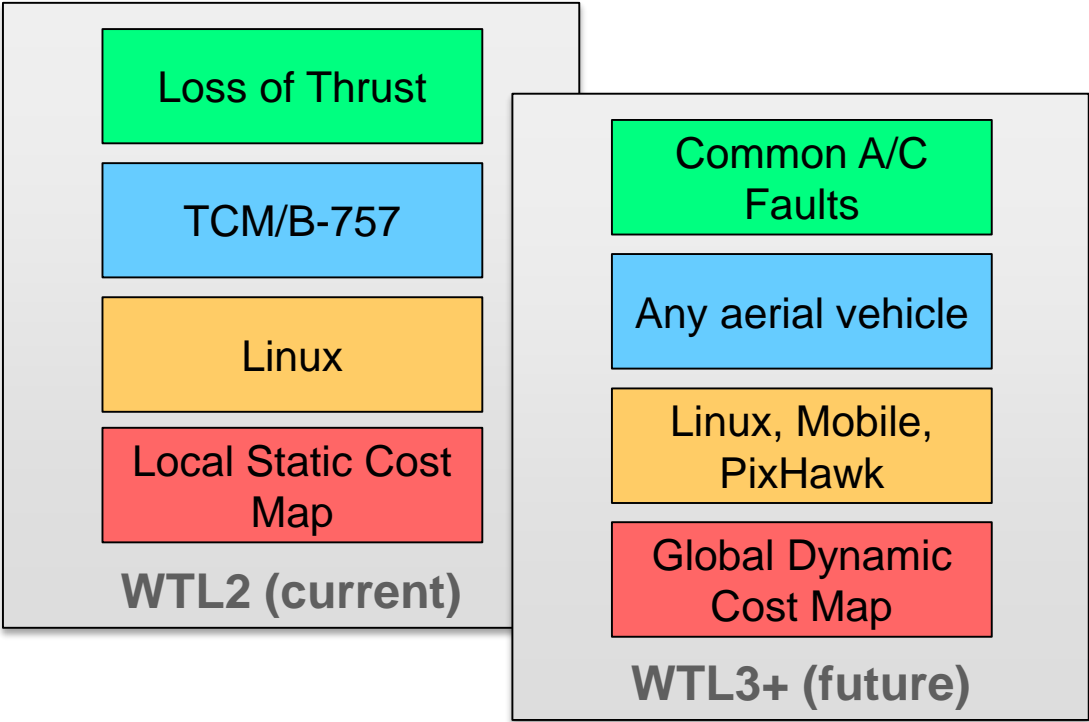 Loss of Thrust
TCM/B-757
Linux
Local Static Cost
Map
WTL2 (current)
Common A/C
Faults
Any aerial vehicle
Linux, Mobile,
PixHawk
Global Dynamic
Cost Map
WTL3+ (future)